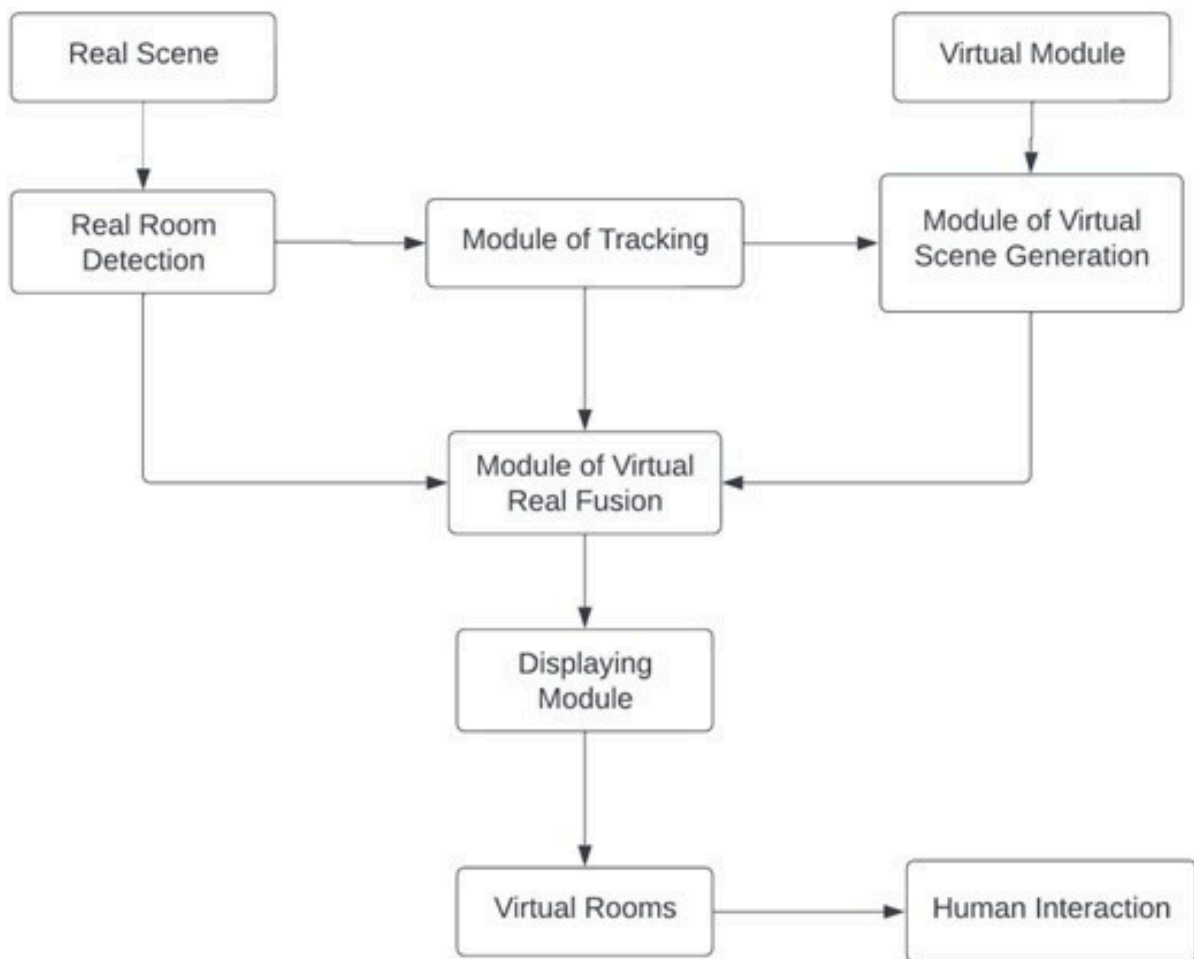 Real Scene
Virtual Module
Real Room
Detection
Module of Tracking
Module of Virtual
Scene Generation
Module of Virtual
Real Fusion
Displaying
Module
Virtual Rooms
Human Interaction